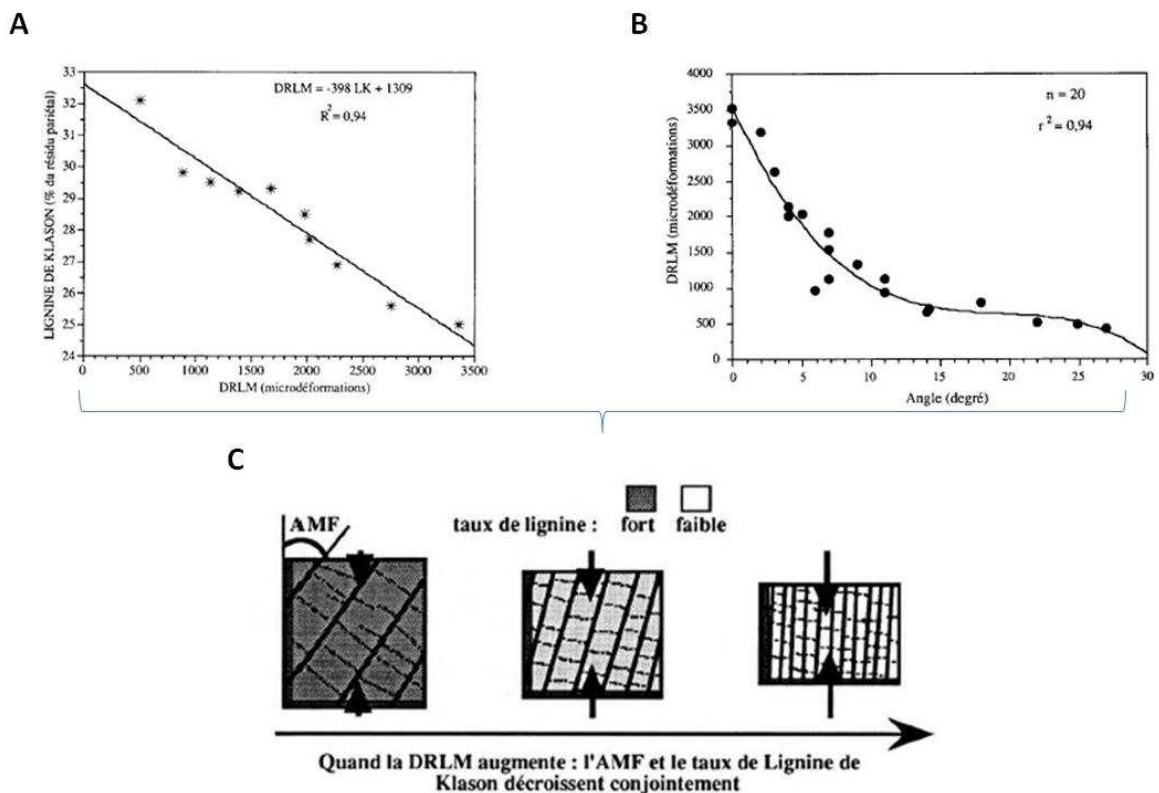 A
33
32
31
30
29
28
27
26
25
24
LIGNINE DE KLASON (% du résidu pariétal)
DRLM = -398 LK + 1309
R² = 0,94
0 500 1000 1500 2000 2500 3000 3500
DRLM (microdéformations)
B
4000
3500
3000
2500
2000
1500
1000
500
0
DRLM (microdéformations)
n = 20
r² = 0,94
0 5 10 15 20 25 30
Angle (degré)
C
AMF
taux de lignine : fort faible
Quand la DRLM augmente : l'AMF et le taux de Lignine de
Klason décroissent conjointement